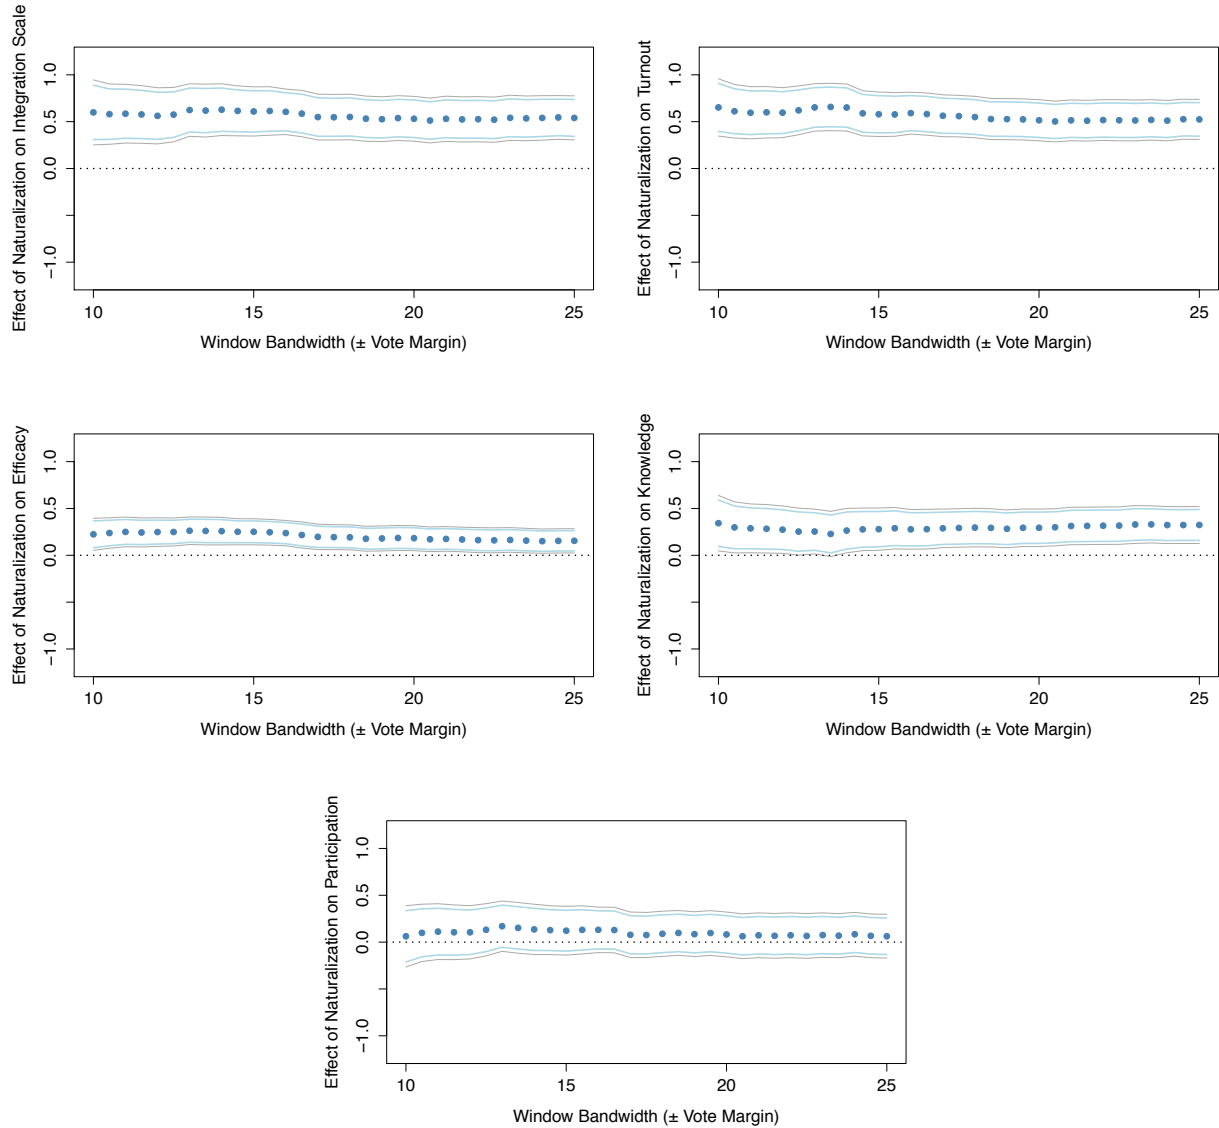 Effect of Naturalization on Integration Scale
1.0
0.5
0.0
−1.0
10 15 20 25
Window Bandwidth (± Vote Margin)
Effect of Naturalization on Turnout
1.0
0.5
0.0
−1.0
10 15 20 25
Window Bandwidth (± Vote Margin)
Effect of Naturalization on Efficacy
1.0
0.5
0.0
−1.0
10 15 20 25
Window Bandwidth (± Vote Margin)
Effect of Naturalization on Knowledge
1.0
0.5
0.0
−1.0
10 15 20 25
Window Bandwidth (± Vote Margin)
Effect of Naturalization on Participation
1.0
0.5
0.0
−1.0
10 15 20 25
Window Bandwidth (± Vote Margin)